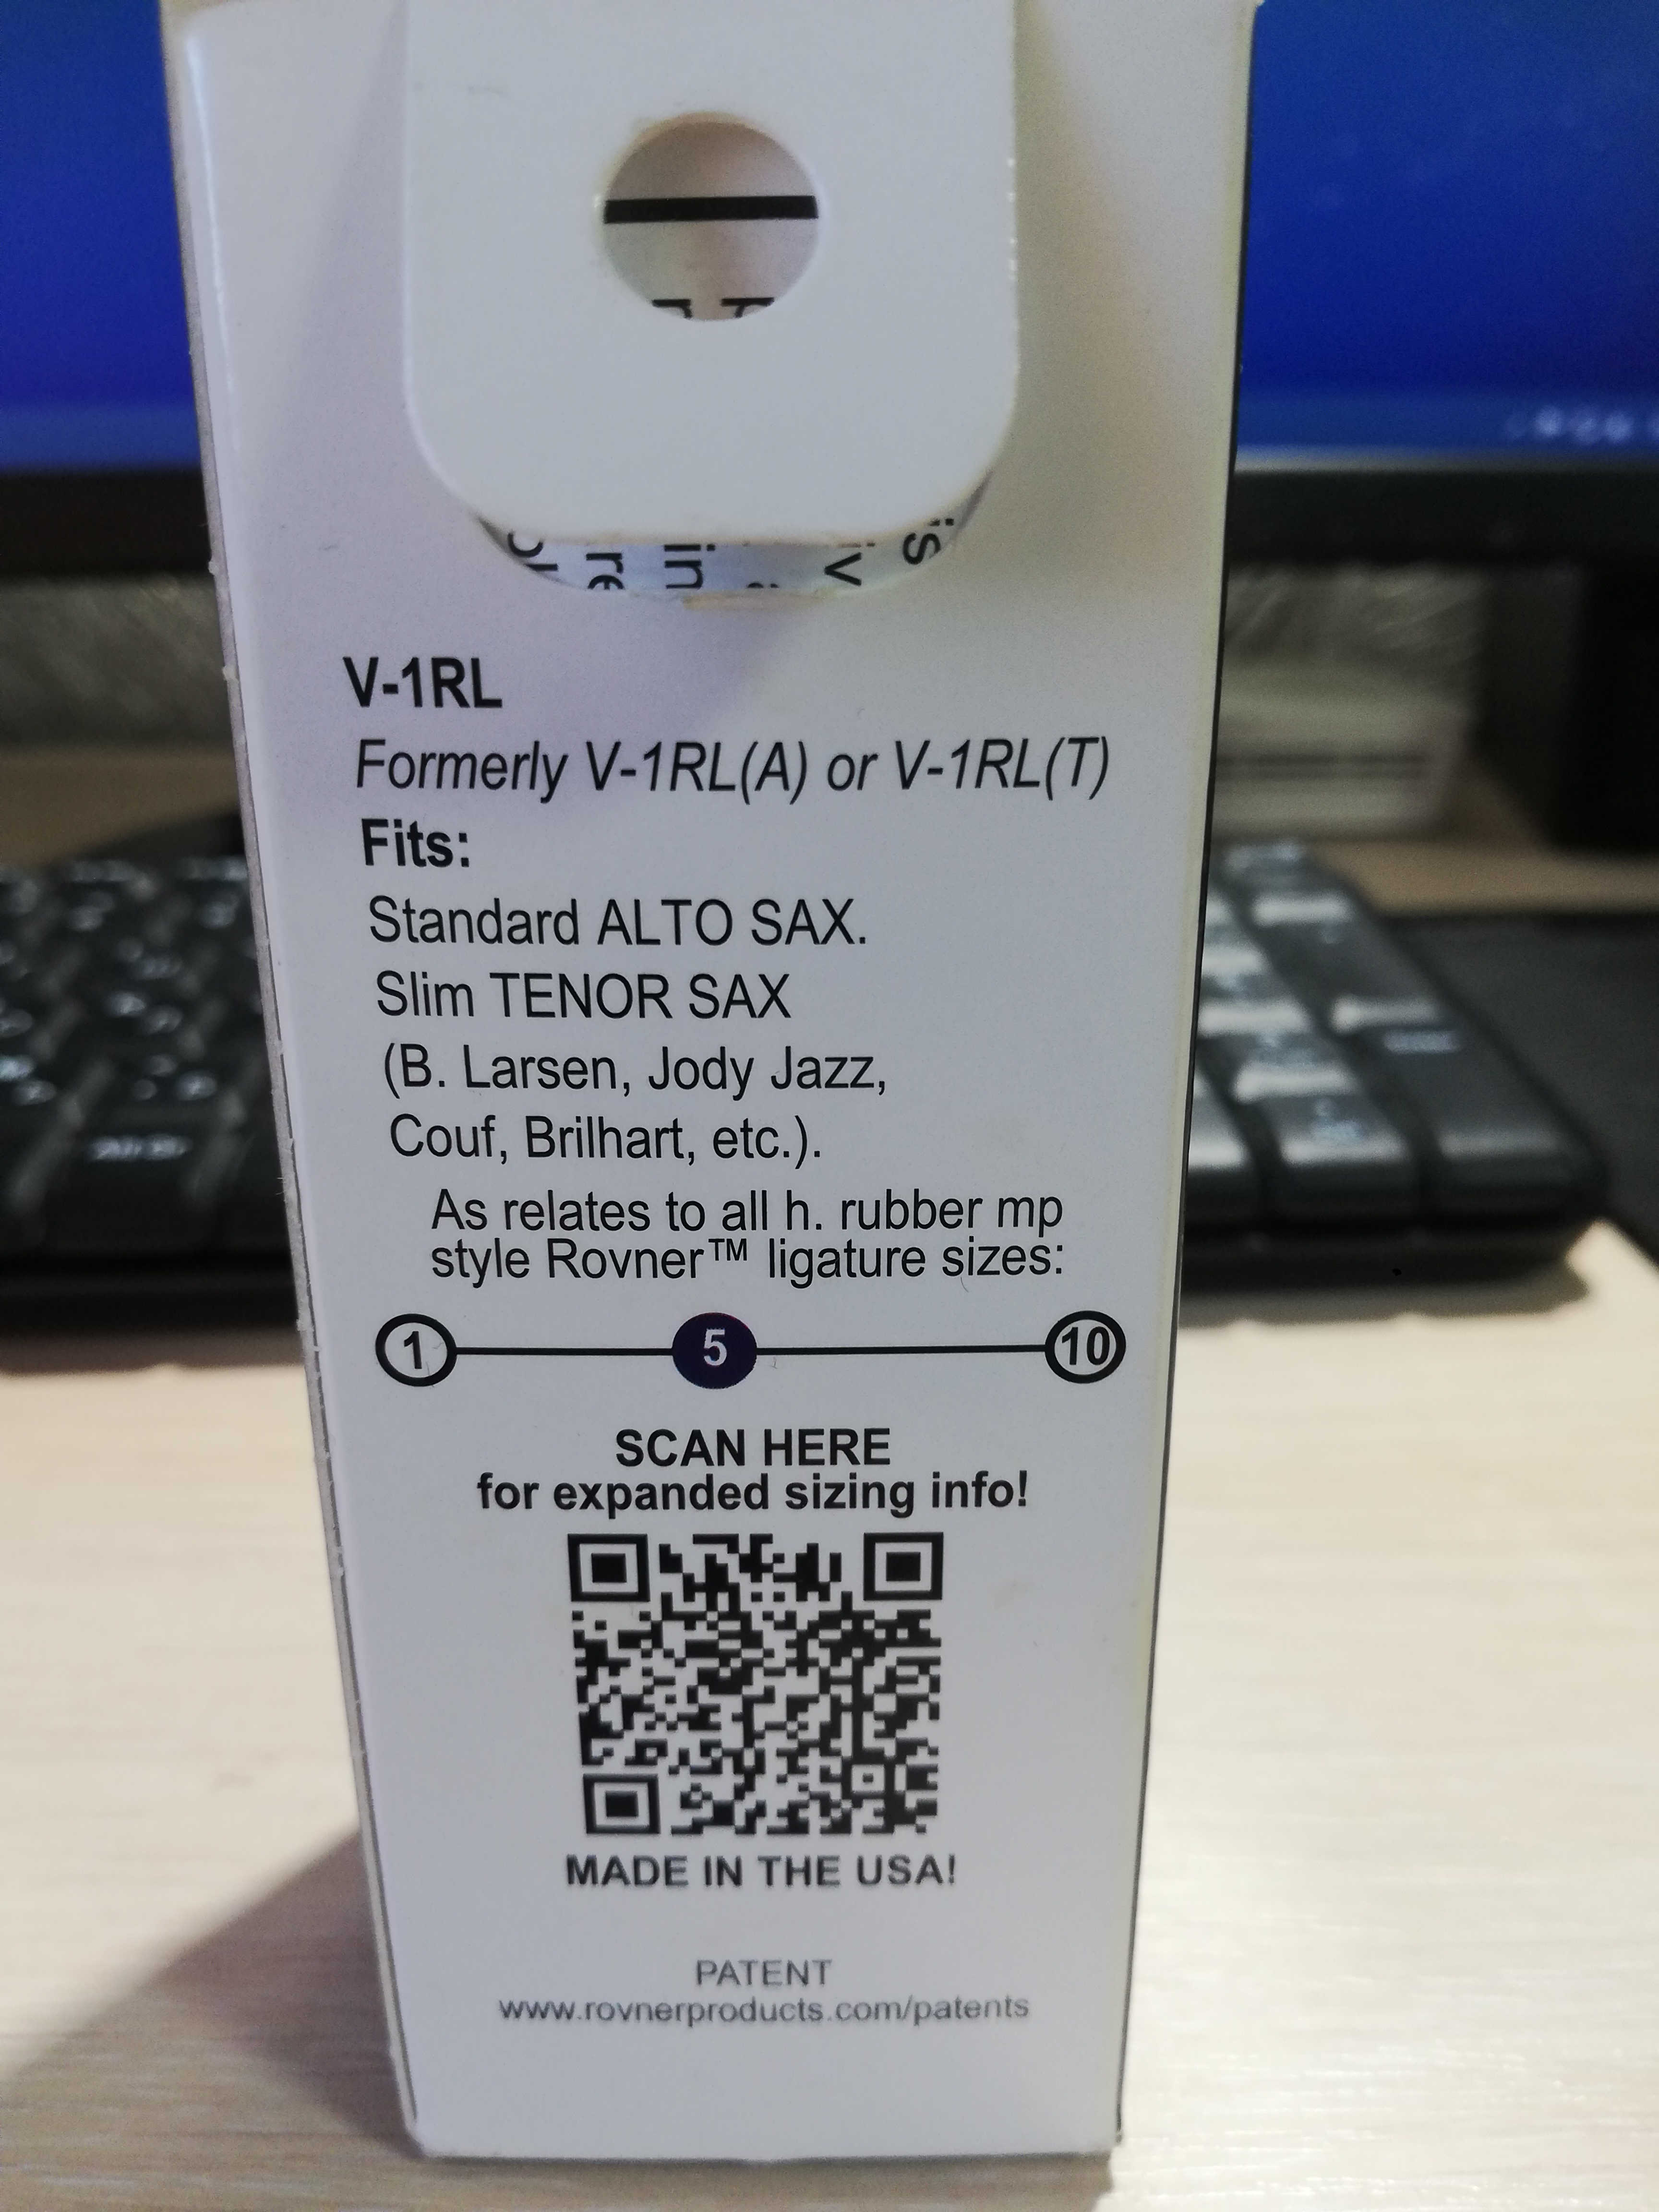 V-1RL
Formerly V-1RL(A) or V-1RL(T)
Fits:
Standard ALTO SAX.
Slim TENOR SAX
(B. Larsen, Jody Jazz,
Couf, Brilhart, etc.).
As relates to all h. rubber mp
style Rovner™ ligature sizes:
1 5 10
SCAN HERE
for expanded sizing info!
MADE IN THE USA!
PATENT
www.rovnerproducts.com/patents